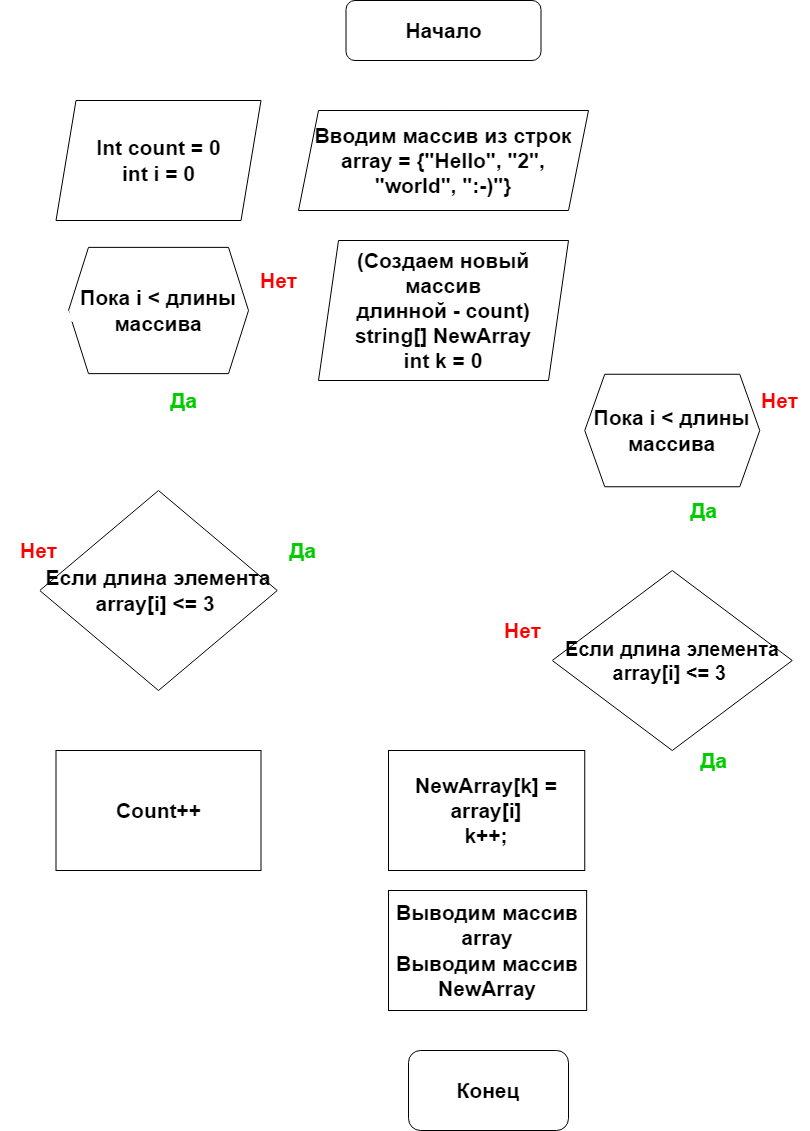 Начало
Int count = 0
int i = 0
Вводим массив из строк
array = {"Hello", "2",
"world", ":-)"}
Пока i < длины
массива
Нет
Да
(Создаем новый
массив
длинной - count)
string[] NewArray
int k = 0
Пока i < длины
массива
Нет
Да
Нет
Да
Если длина элемента
array[i] <= 3
Нет
Если длина элемента
array[i] <= 3
Да
Count++
NewArray[k] =
array[i]
k++;
Выводим массив
array
Выводим массив
NewArray
Конец